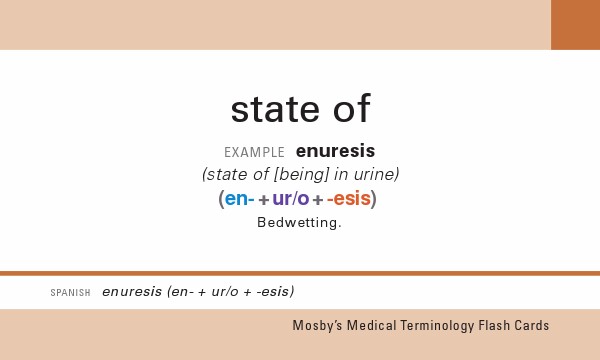 state of
EXAMPLE enuresis
(state of [being] in urine)
(en- + ur/o + -esis)
Bedwetting.
SPANISH enuresis (en- + ur/o + -esis)
Mosby's Medical Terminology Flash Cards